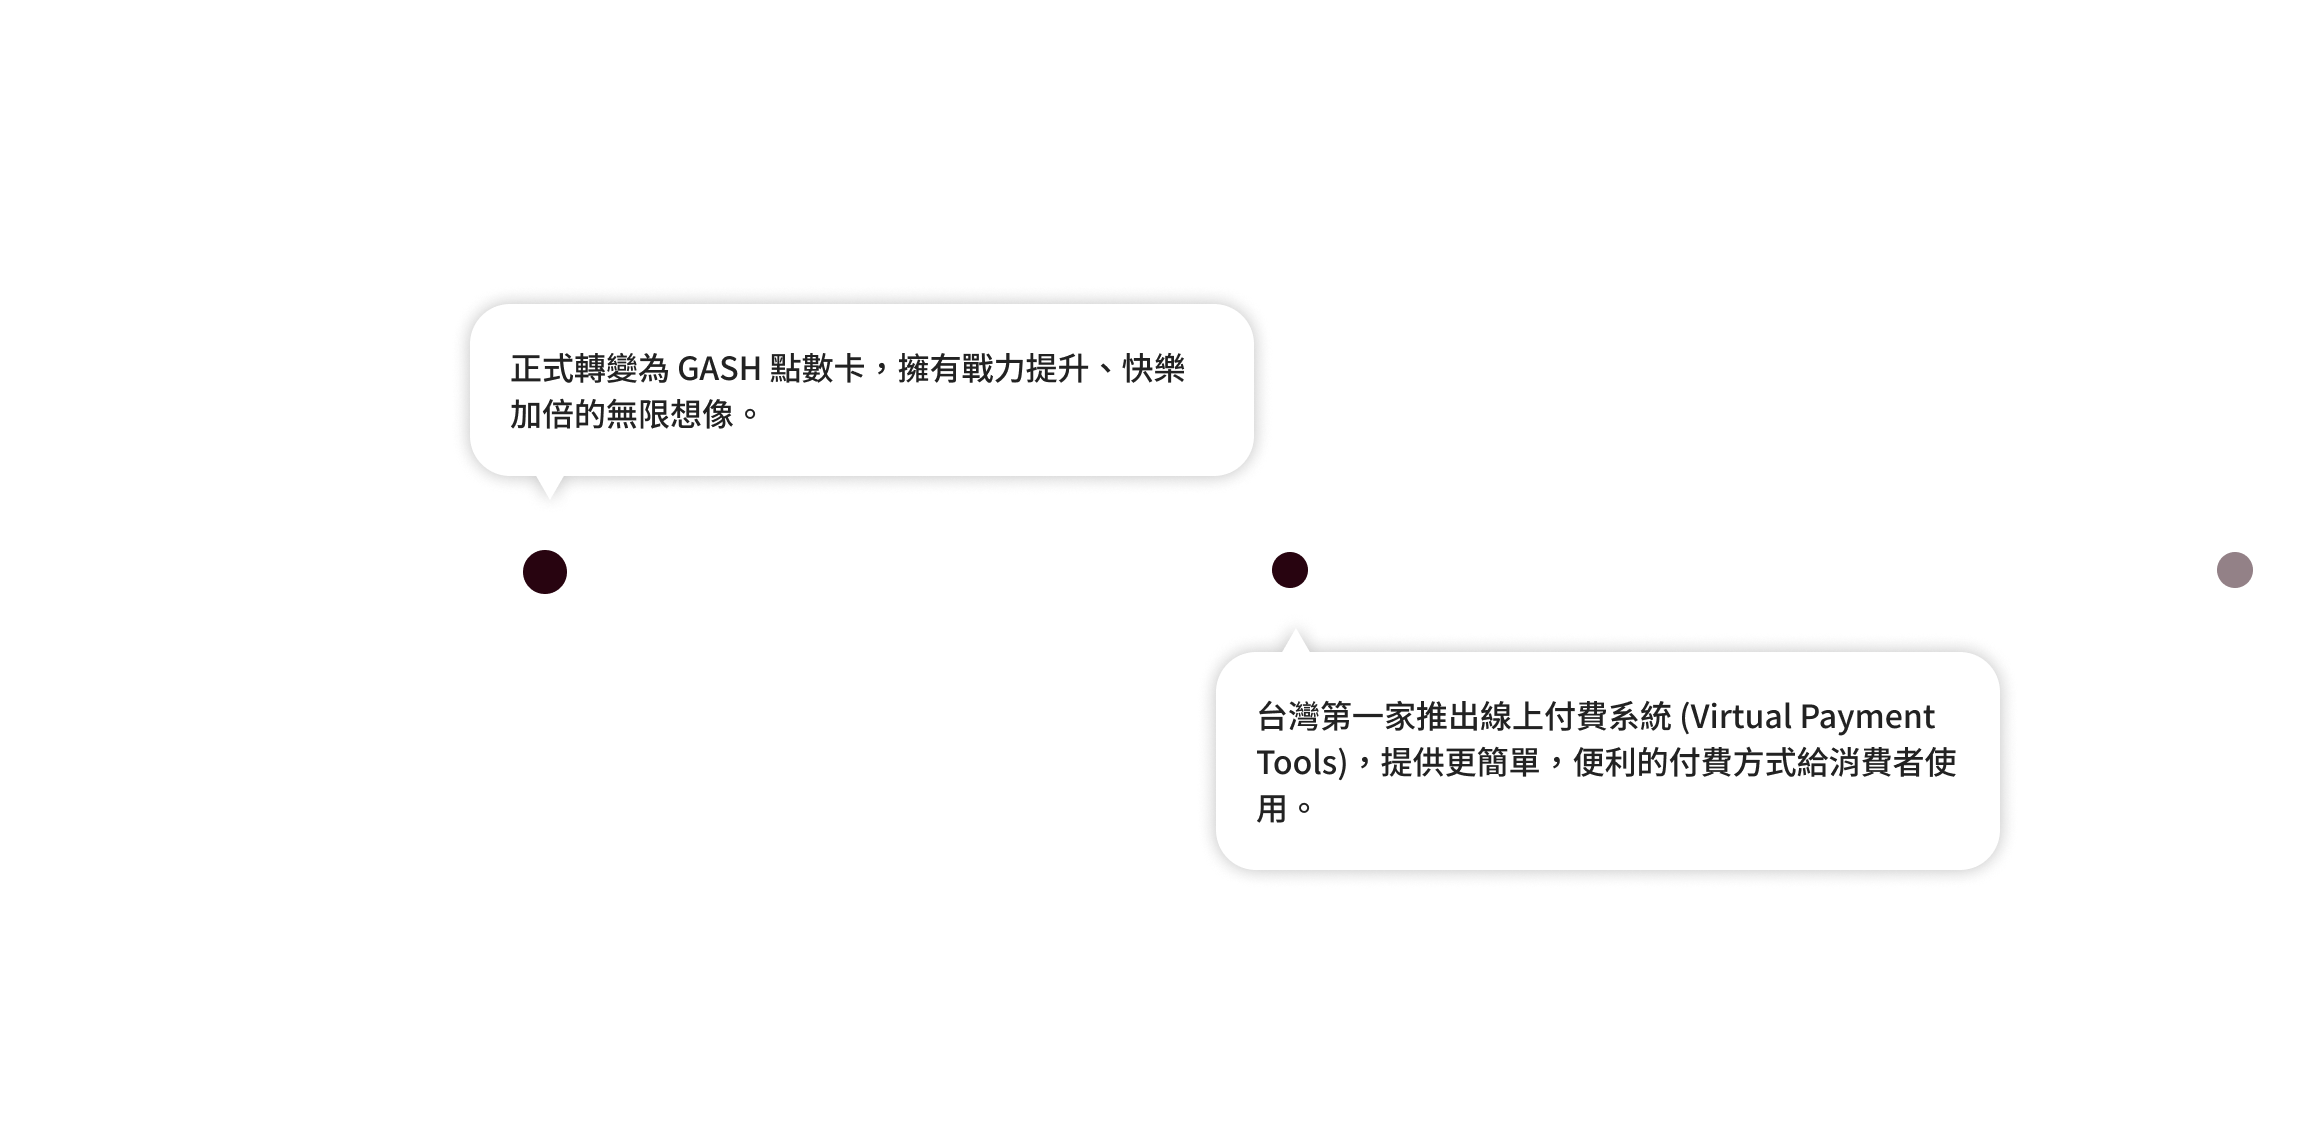 正式轉變為 GASH 點數卡，擁有戰力提升、快樂
加倍的無限想像。
台灣第一家推出線上付費系統 (Virtual Payment
Tools)，提供更簡單，便利的付費方式給消費者使
用。